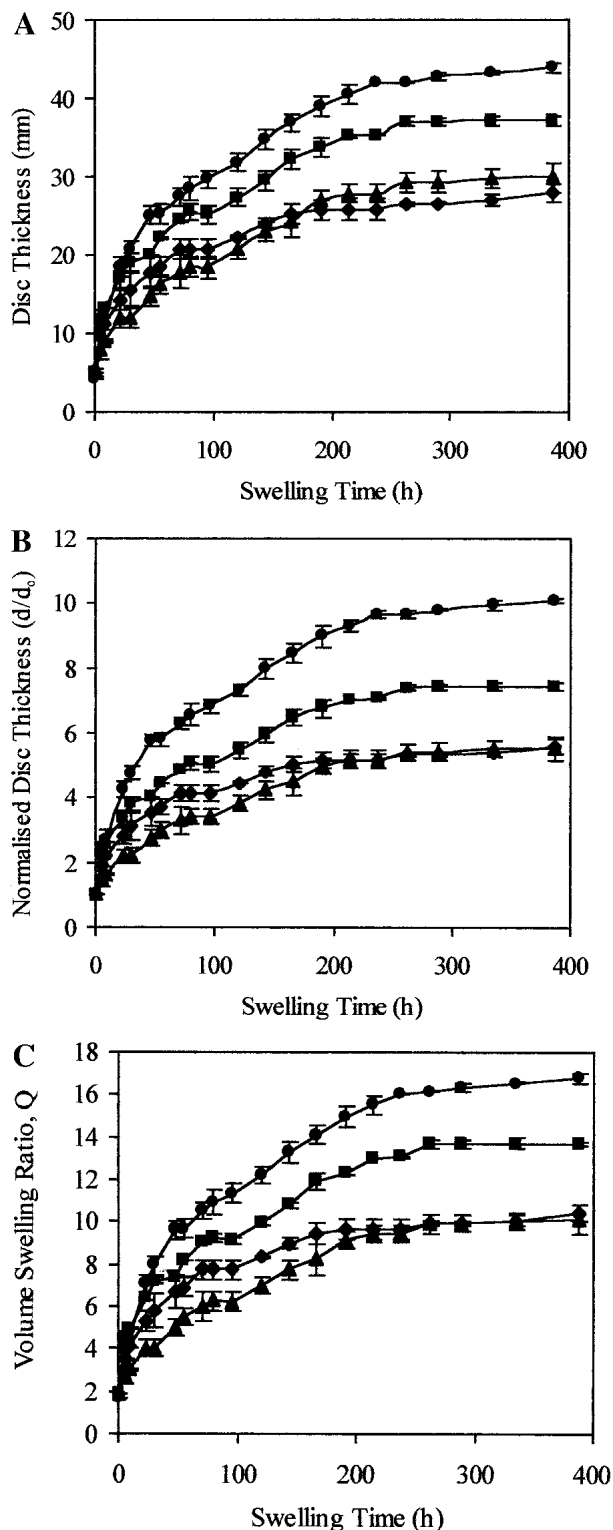 A
50
40
30
20
10
0
Disc Thickness (mm)
0 100 200 300 400
Swelling Time (h)
B
12
10
8
6
4
2
0
Normalised Disc Thickness (d/d₀)
0 100 200 300 400
Swelling Time (h)
C
18
16
14
12
10
8
6
4
2
0
Volume Swelling Ratio, Q
0 100 200 300 400
Swelling Time (h)